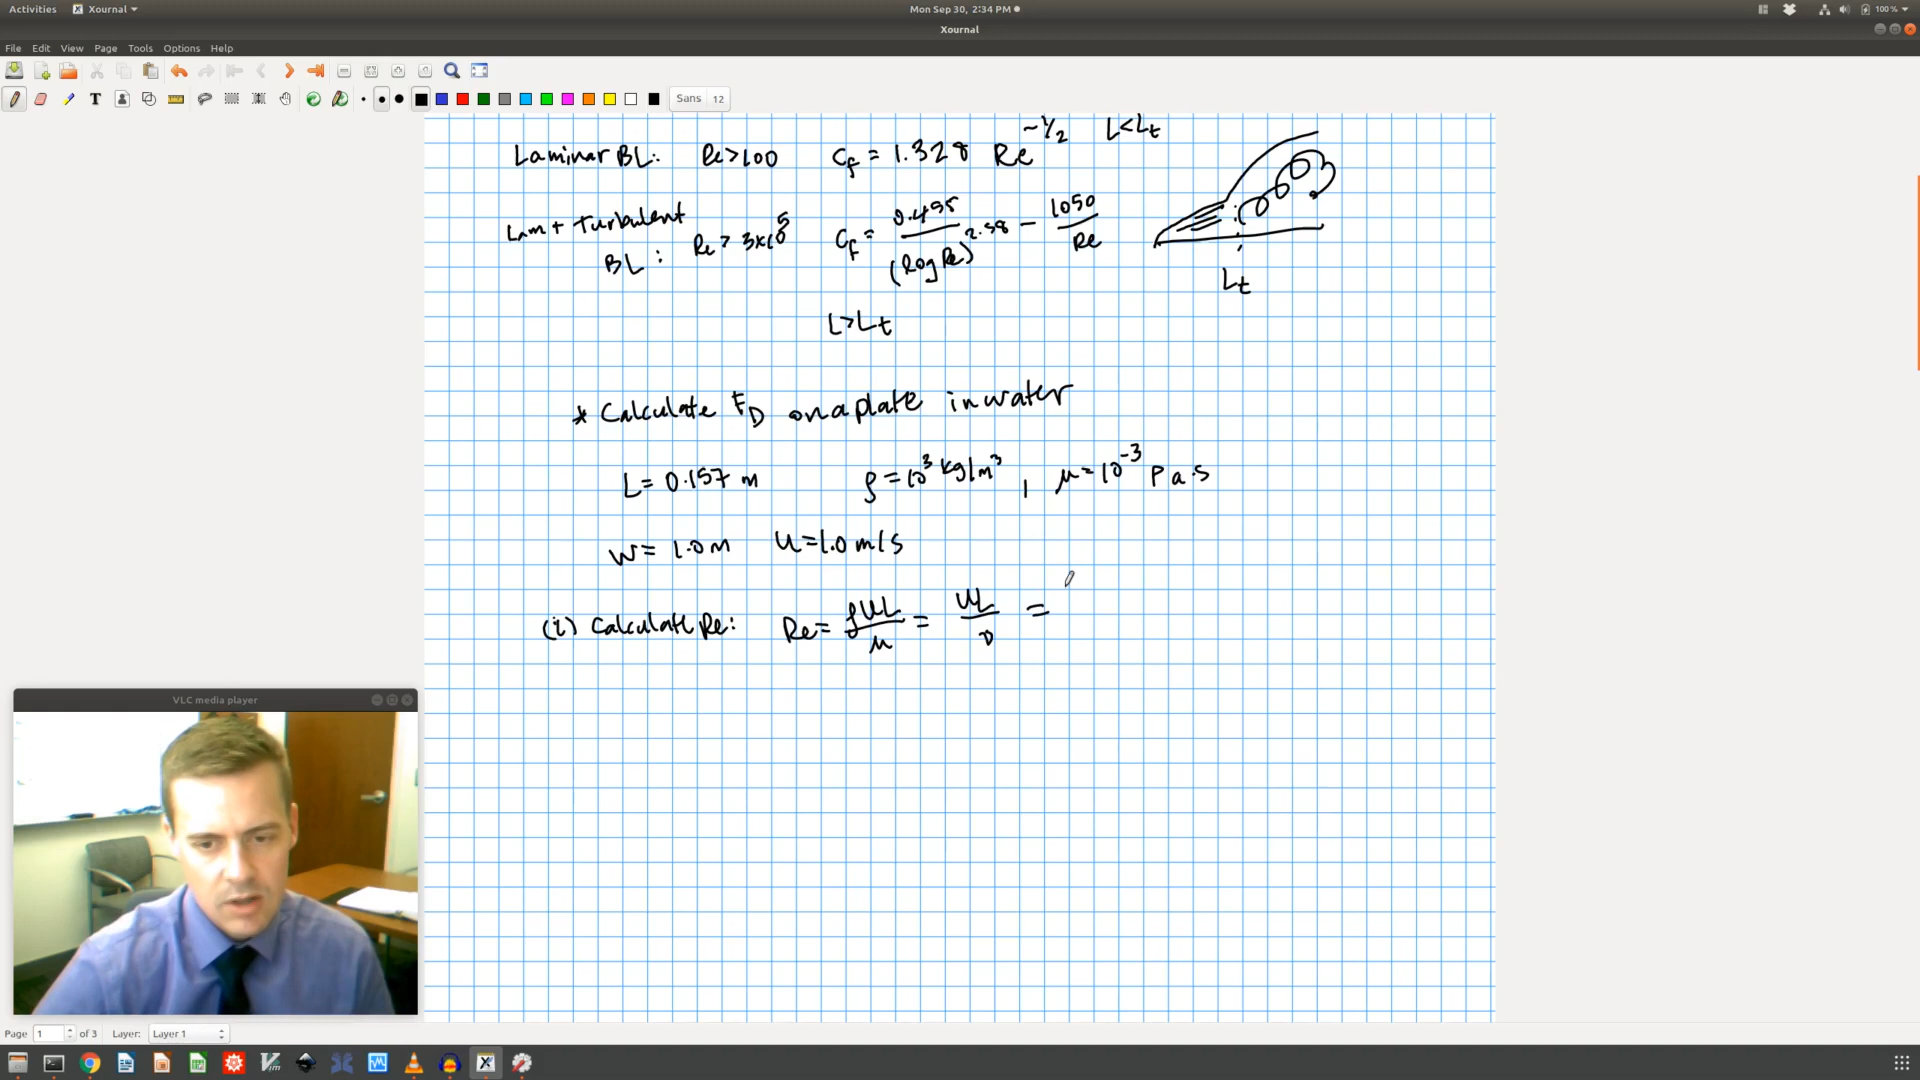 Activities Xournal Mon Sep 30, 2:34 PM 100 %
Xournal
File Edit View Page Tools Options Help
Sans 12
Laminar BL: Re>100 Cf = 1.328 Re^-1/2 L<Lt
Lam + Turbulent BL: Re > 3x10^5 Cf = 0.455/(log Re)^2.58 - 1050/Re
Lt
L>Lt
* Calculate FD on a plate in water
L= 0.157 m ρ=10^3 kg/m^3 , μ=10^-3 Pa.s
W= 1.0m U=1.0 m/s
(i) Calculate Re: Re= ρUL/μ = UL/ν =
VLC media player
Page 1 of 3 Layer: Layer 1